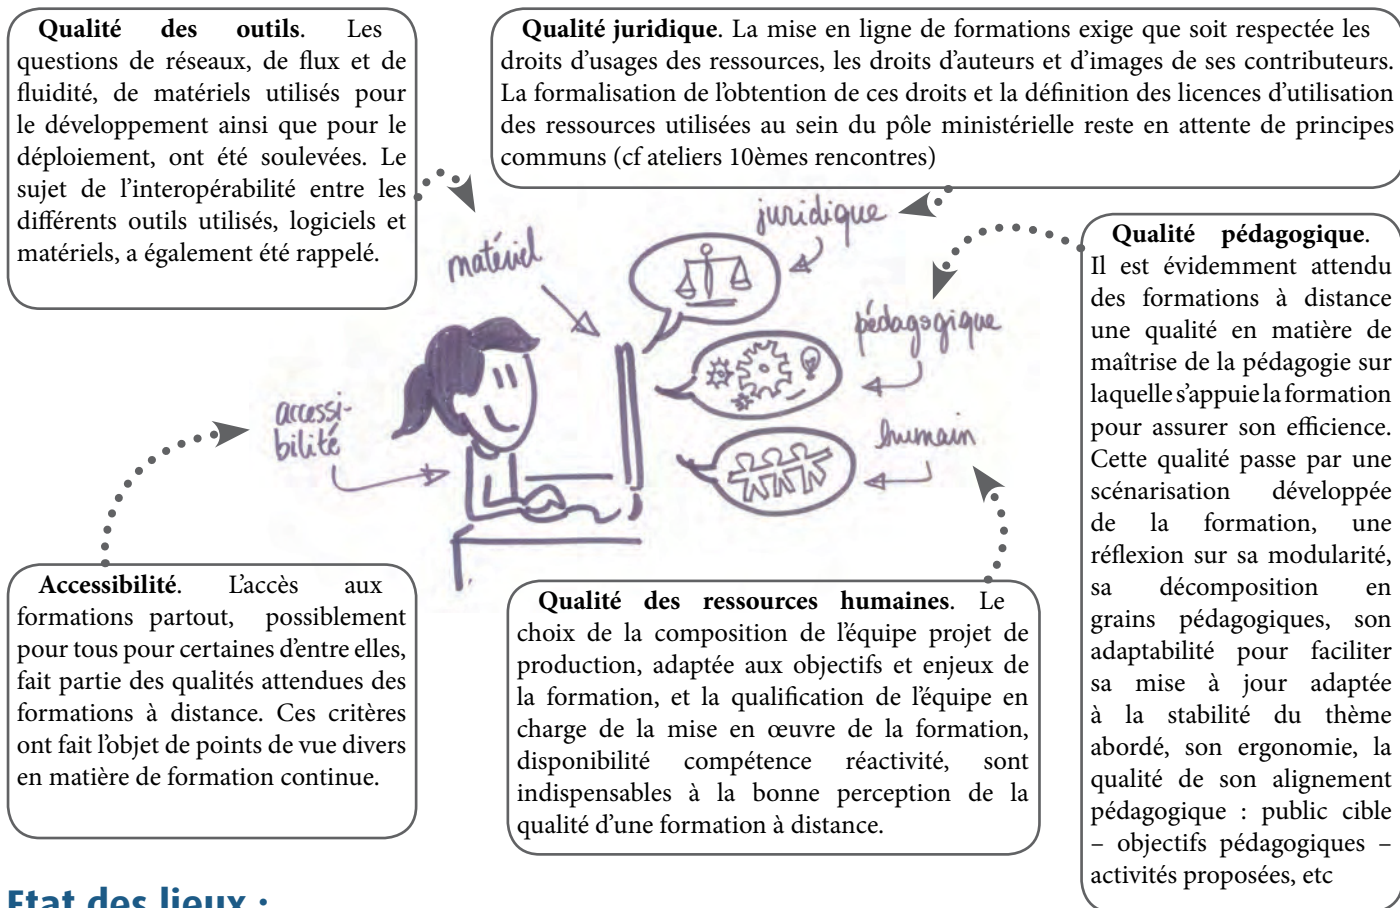 Qualité des outils. Les
questions de réseaux, de flux et de
fluidité, de matériels utilisés pour
le développement ainsi que pour le
déploiement, ont été soulevées. Le
sujet de l'interopérabilité entre les
différents outils utilisés, logiciels et
matériels, a également été rappelé.
Qualité juridique. La mise en ligne de formations exige que soit respectée les
droits d'usages des ressources, les droits d'auteurs et d'images de ses contributeurs.
La formalisation de l'obtention de ces droits et la définition des licences d'utilisation
des ressources utilisées au sein du pôle ministérielle reste en attente de principes
communs (cf ateliers 10èmes rencontres)
juridique
matériel
pédagogique
humain
accessi-
bilité
Qualité pédagogique.
Il est évidemment attendu
des formations à distance
une qualité en matière de
maîtrise de la pédagogie sur
laquelle s'appuie la formation
pour assurer son efficience.
Cette qualité passe par une
scénarisation développée
de la formation, une
réflexion sur sa modularité,
sa décomposition en
grains pédagogiques, son
adaptabilité pour faciliter
sa mise à jour adaptée
à la stabilité du thème
abordé, son ergonomie, la
qualité de son alignement
pédagogique : public cible
– objectifs pédagogiques –
activités proposées, etc
Accessibilité. L'accès aux
formations partout, possiblement
pour tous pour certaines d'entre elles,
fait partie des qualités attendues des
formations à distance. Ces critères
ont fait l'objet de points de vue divers
en matière de formation continue.
Qualité des ressources humaines. Le
choix de la composition de l'équipe projet de
production, adaptée aux objectifs et enjeux de
la formation, et la qualification de l'équipe en
charge de la mise en œuvre de la formation,
disponibilité compétence réactivité, sont
indispensables à la bonne perception de la
qualité d'une formation à distance.
Etat des lieux :